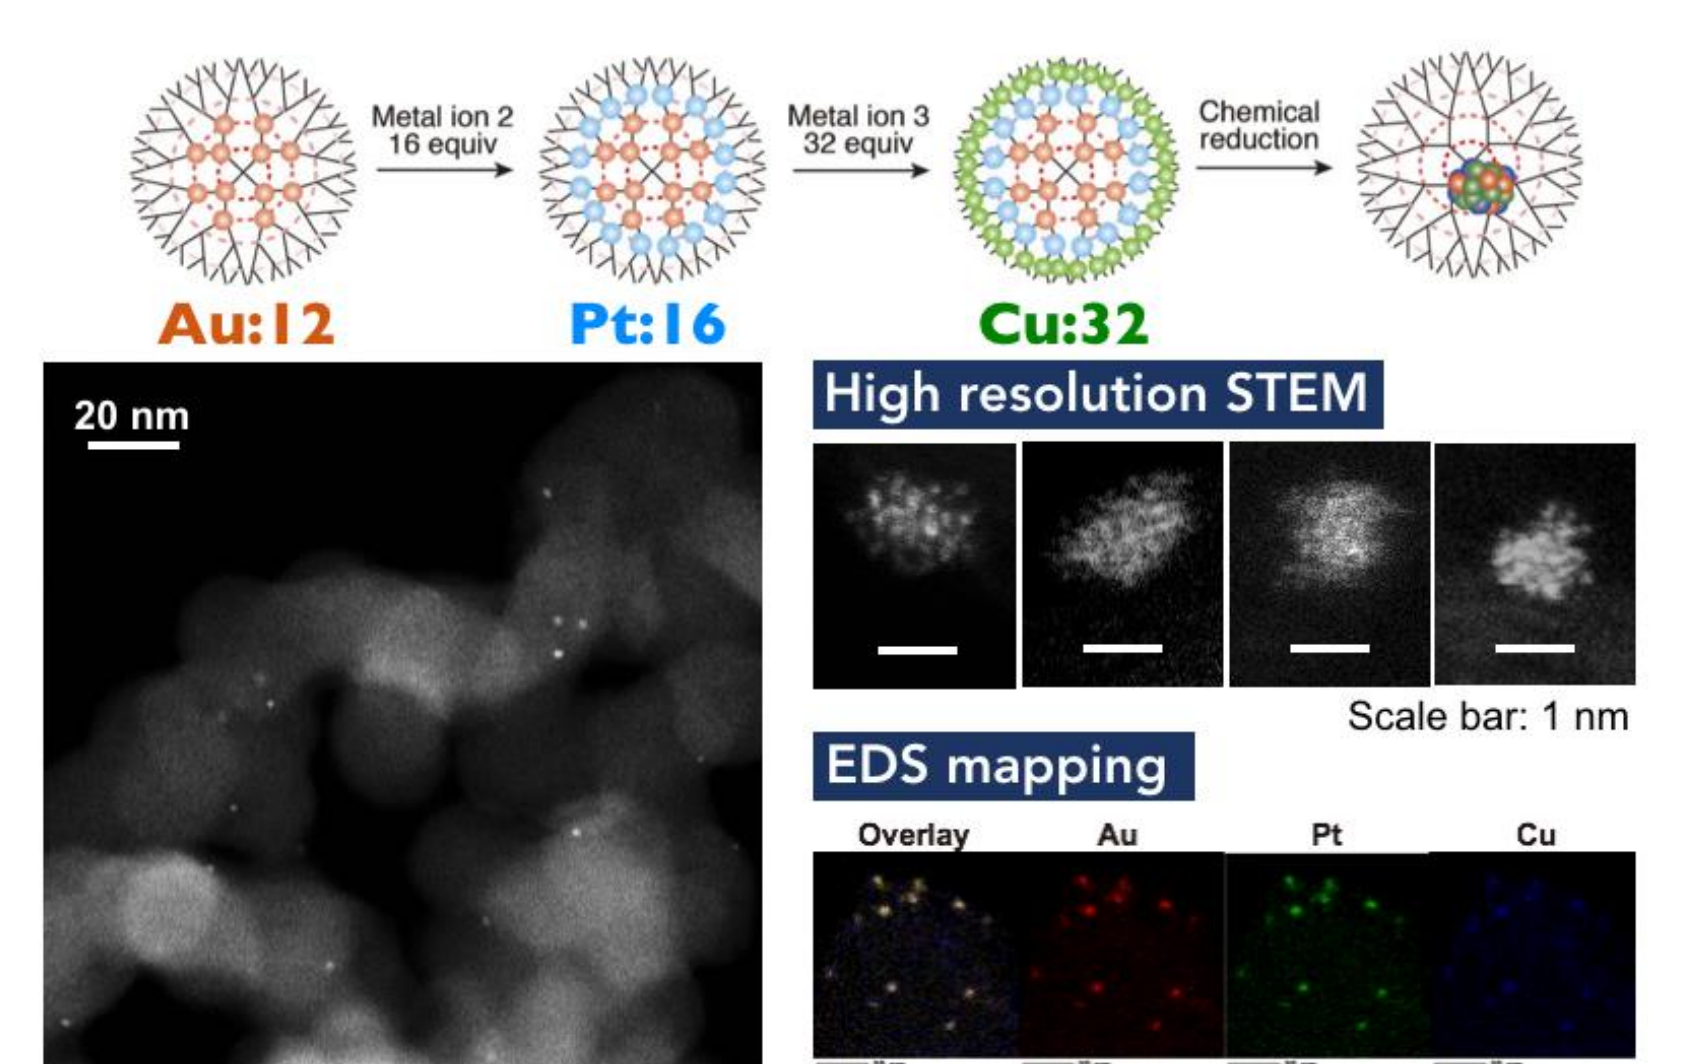 Metal ion 2
16 equiv
Metal ion 3
32 equiv
Chemical
reduction
Au:12
Pt:16
Cu:32
20 nm
High resolution STEM
Scale bar: 1 nm
EDS mapping
Overlay
Au
Pt
Cu